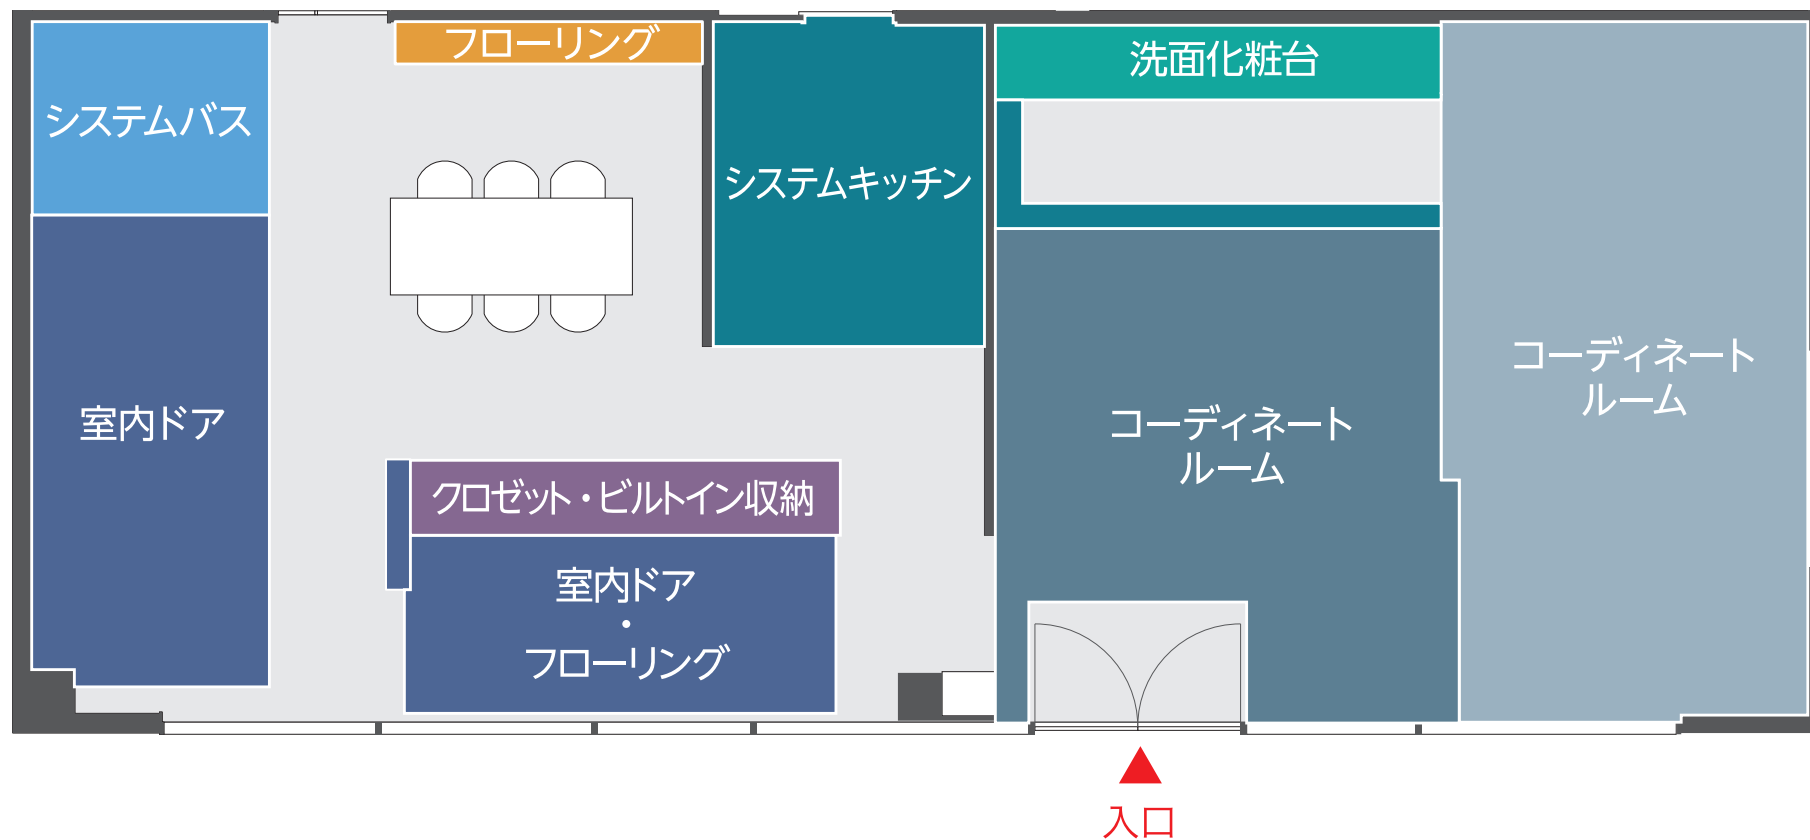 フローリング
洗面化粧台
システムバス
システムキッチン
コーディネート
ルーム
室内ドア
コーディネート
ルーム
クロゼット・ビルトイン収納
室内ドア
・
フローリング
入口